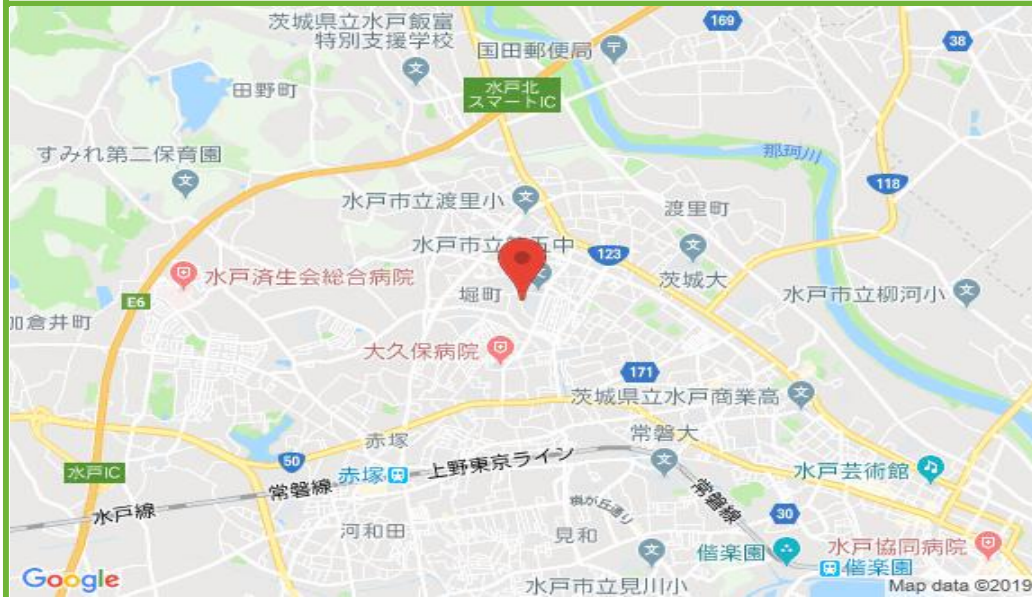 茨城県立水戸飯富
特別支援学校
169
国田郵便局
38
水戸北
スマートIC
田野町
すみれ第二保育園
那珂川
118
水戸市立渡里小
渡里町
水戸市立第五中
123
水戸済生会総合病院
堀町
茨城大
水戸市立柳河小
E6
加倉井町
大久保病院
171
茨城県立水戸商業高
赤塚
常磐大
水戸IC
50
赤塚
上野東京ライン
水戸芸術館
常磐線
水戸線
常磐線
30
河和田
見和
偕楽園
水戸協同病院
偕楽園
水戸市立見川小
Google
Map data ©2019